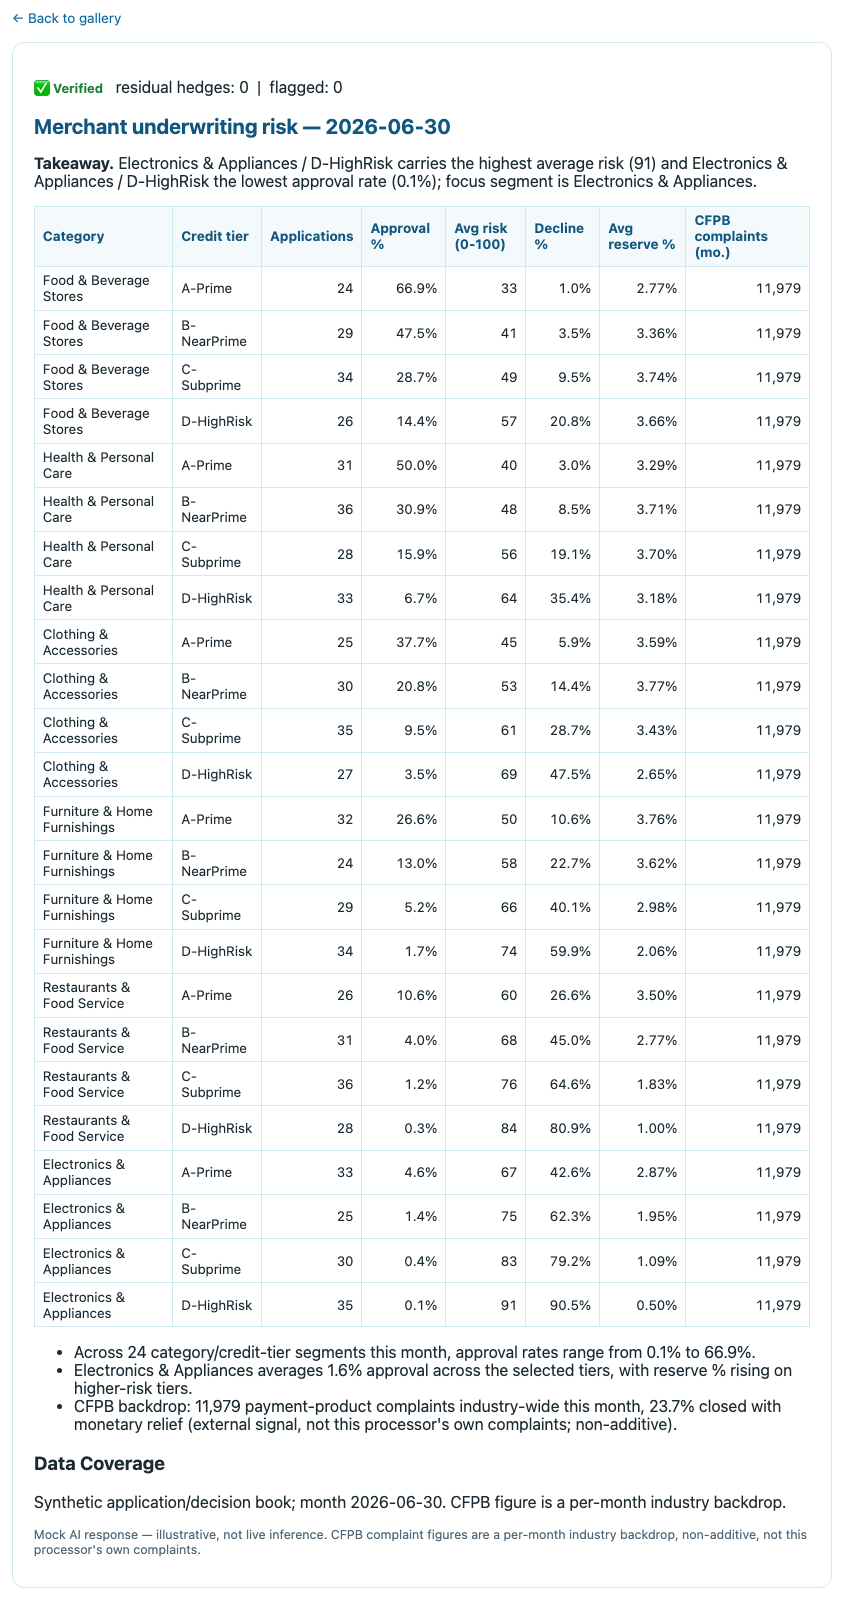 ← Back to gallery
✅ Verified residual hedges: 0 | flagged: 0
Merchant underwriting risk — 2026-06-30
Takeaway. Electronics & Appliances / D-HighRisk carries the highest average risk (91) and Electronics &
Appliances / D-HighRisk the lowest approval rate (0.1%); focus segment is Electronics & Appliances.
Category Credit tier Applications Approval % Avg risk (0-100) Decline % Avg reserve % CFPB complaints (mo.)
Food & Beverage Stores A-Prime 24 66.9% 33 1.0% 2.77% 11,979
Food & Beverage Stores B-NearPrime 29 47.5% 41 3.5% 3.36% 11,979
Food & Beverage Stores C-Subprime 34 28.7% 49 9.5% 3.74% 11,979
Food & Beverage Stores D-HighRisk 26 14.4% 57 20.8% 3.66% 11,979
Health & Personal Care A-Prime 31 50.0% 40 3.0% 3.29% 11,979
Health & Personal Care B-NearPrime 36 30.9% 48 8.5% 3.71% 11,979
Health & Personal Care C-Subprime 28 15.9% 56 19.1% 3.70% 11,979
Health & Personal Care D-HighRisk 33 6.7% 64 35.4% 3.18% 11,979
Clothing & Accessories A-Prime 25 37.7% 45 5.9% 3.59% 11,979
Clothing & Accessories B-NearPrime 30 20.8% 53 14.4% 3.77% 11,979
Clothing & Accessories C-Subprime 35 9.5% 61 28.7% 3.43% 11,979
Clothing & Accessories D-HighRisk 27 3.5% 69 47.5% 2.65% 11,979
Furniture & Home Furnishings A-Prime 32 26.6% 50 10.6% 3.76% 11,979
Furniture & Home Furnishings B-NearPrime 24 13.0% 58 22.7% 3.62% 11,979
Furniture & Home Furnishings C-Subprime 29 5.2% 66 40.1% 2.98% 11,979
Furniture & Home Furnishings D-HighRisk 34 1.7% 74 59.9% 2.06% 11,979
Restaurants & Food Service A-Prime 26 10.6% 60 26.6% 3.50% 11,979
Restaurants & Food Service B-NearPrime 31 4.0% 68 45.0% 2.77% 11,979
Restaurants & Food Service C-Subprime 36 1.2% 76 64.6% 1.83% 11,979
Restaurants & Food Service D-HighRisk 28 0.3% 84 80.9% 1.00% 11,979
Electronics & Appliances A-Prime 33 4.6% 67 42.6% 2.87% 11,979
Electronics & Appliances B-NearPrime 25 1.4% 75 62.3% 1.95% 11,979
Electronics & Appliances C-Subprime 30 0.4% 83 79.2% 1.09% 11,979
Electronics & Appliances D-HighRisk 35 0.1% 91 90.5% 0.50% 11,979
• Across 24 category/credit-tier segments this month, approval rates range from 0.1% to 66.9%.
• Electronics & Appliances averages 1.6% approval across the selected tiers, with reserve % rising on
higher-risk tiers.
• CFPB backdrop: 11,979 payment-product complaints industry-wide this month, 23.7% closed with
monetary relief (external signal, not this processor's own complaints; non-additive).
Data Coverage
Synthetic application/decision book; month 2026-06-30. CFPB figure is a per-month industry backdrop.
Mock AI response — illustrative, not live inference. CFPB complaint figures are a per-month industry backdrop, non-additive, not this
processor's own complaints.